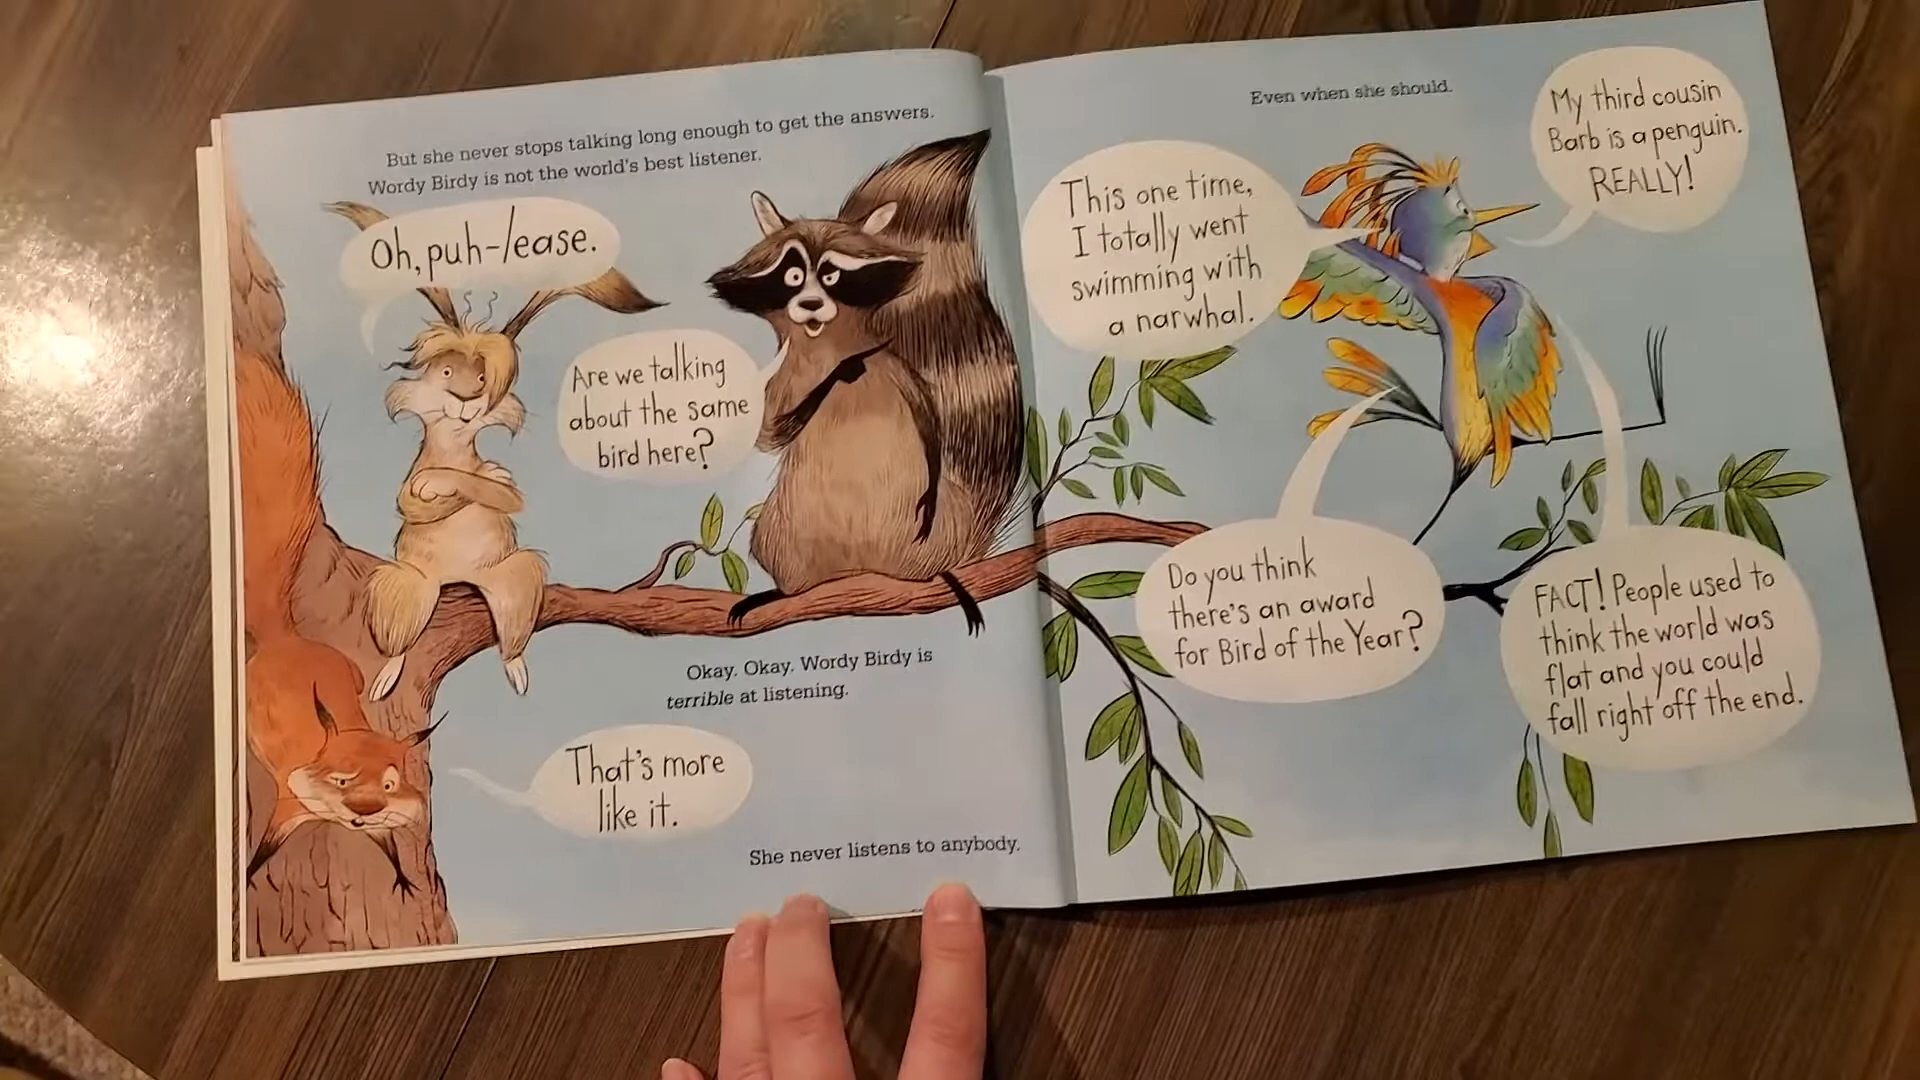 But she never stops talking long enough to get the answers.
Wordy Birdy is not the world's best listener.
Oh, puh-lease.
Are we talking
about the same
bird here?
Okay. Okay. Wordy Birdy is
terrible at listening.
That's more
like it.
She never listens to anybody.
Even when she should.
This one time,
I totally went
swimming with
a narwhal.
My third cousin
Barb is a penguin.
REALLY!
Do you think
there's an award
for Bird of the Year?
FACT! People used to
think the world was
flat and you could
fall right off the end.